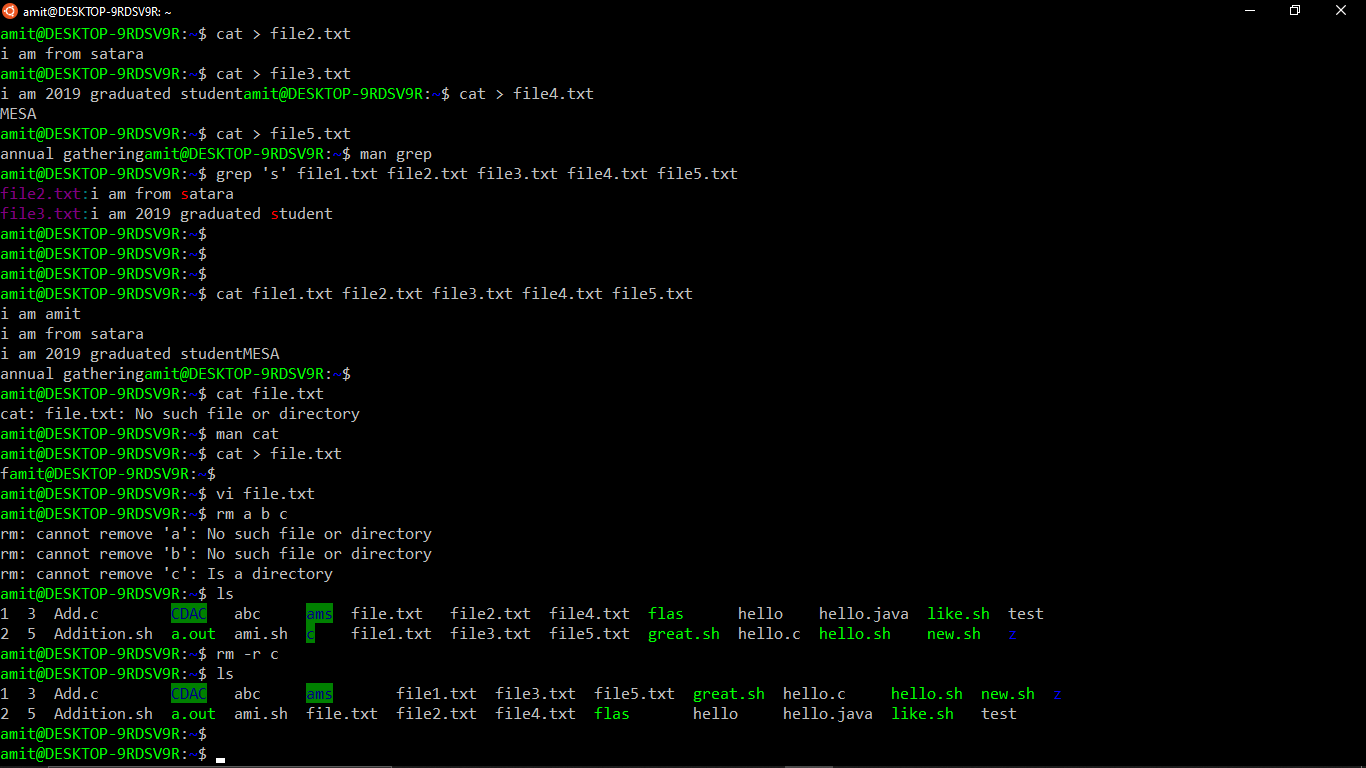 amit@DESKTOP-9RDSV9R: ~
amit@DESKTOP-9RDSV9R:~$ cat > file2.txt
i am from satara
amit@DESKTOP-9RDSV9R:~$ cat > file3.txt
i am 2019 graduated studentamit@DESKTOP-9RDSV9R:~$ cat > file4.txt
MESA
amit@DESKTOP-9RDSV9R:~$ cat > file5.txt
annual gatheringamit@DESKTOP-9RDSV9R:~$ man grep
amit@DESKTOP-9RDSV9R:~$ grep 's' file1.txt file2.txt file3.txt file4.txt file5.txt
file2.txt:i am from satara
file3.txt:i am 2019 graduated student
amit@DESKTOP-9RDSV9R:~$
amit@DESKTOP-9RDSV9R:~$
amit@DESKTOP-9RDSV9R:~$
amit@DESKTOP-9RDSV9R:~$ cat file1.txt file2.txt file3.txt file4.txt file5.txt
i am amit
i am from satara
i am 2019 graduated studentMESA
annual gatheringamit@DESKTOP-9RDSV9R:~$
amit@DESKTOP-9RDSV9R:~$ cat file.txt
cat: file.txt: No such file or directory
amit@DESKTOP-9RDSV9R:~$ man cat
amit@DESKTOP-9RDSV9R:~$ cat > file.txt
famit@DESKTOP-9RDSV9R:~$
amit@DESKTOP-9RDSV9R:~$ vi file.txt
amit@DESKTOP-9RDSV9R:~$ rm a b c
rm: cannot remove 'a': No such file or directory
rm: cannot remove 'b': No such file or directory
rm: cannot remove 'c': Is a directory
amit@DESKTOP-9RDSV9R:~$ ls
1  3  Add.c        CDAC   abc     ams  file.txt   file2.txt  file4.txt  flas      hello    hello.java  like.sh  test
2  5  Addition.sh  a.out  ami.sh  c    file1.txt  file3.txt  file5.txt  great.sh  hello.c  hello.sh    new.sh   z
amit@DESKTOP-9RDSV9R:~$ rm -r c
amit@DESKTOP-9RDSV9R:~$ ls
1  3  Add.c        CDAC   abc     ams       file1.txt  file3.txt  file5.txt  great.sh  hello.c     hello.sh  new.sh  z
2  5  Addition.sh  a.out  ami.sh  file.txt  file2.txt  file4.txt  flas       hello     hello.java  like.sh   test
amit@DESKTOP-9RDSV9R:~$
amit@DESKTOP-9RDSV9R:~$